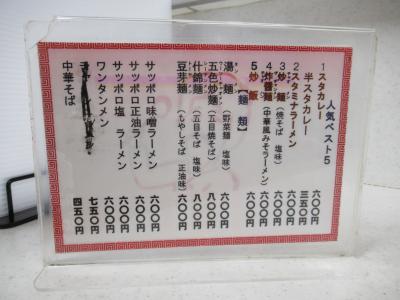 人気ベスト5
1 スタカレー 六〇〇円
半スタカレー 三五〇円
2 スタミナラーメン 六〇〇円
3 炒麺(焼そば 塩味) 六〇〇円
4 炸醤麺(中華風みそラーメン) 六〇〇円
5 炒飯 六〇〇円
【麺類】
湯麺(野菜麺 塩味) 六〇〇円
五色炒麺(五目焼そば) 八〇〇円
什錦麺(五目そば 塩味) 八〇〇円
豆芽麺(もやしそば 正油味) 六〇〇円
サッポロ味噌ラーメン 六〇〇円
サッポロ正油ラーメン 六〇〇円
サッポロ塩 ラーメン 六〇〇円
ワンタンメン 六〇〇円
七五〇円
中華そば 四五〇円